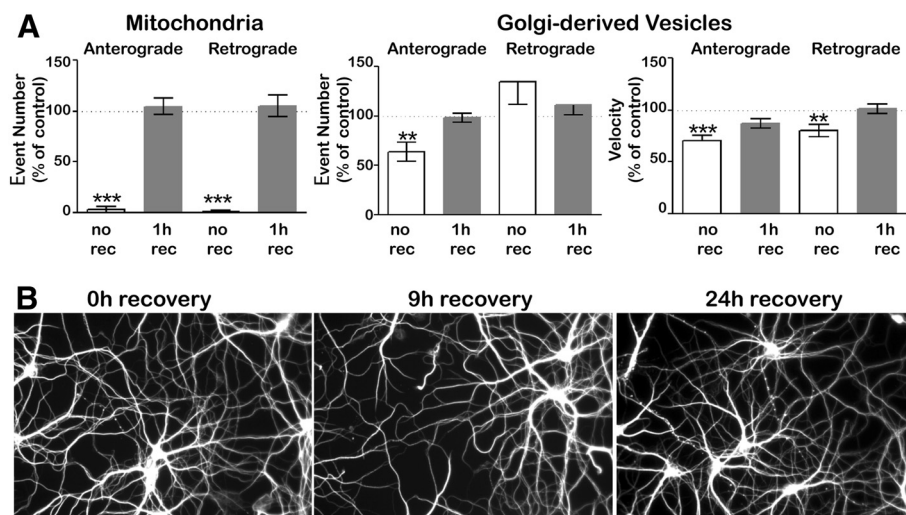 A
Mitochondria
Golgi-derived Vesicles
Anterograde Retrograde
Anterograde Retrograde
Anterograde Retrograde
Event Number
(% of control)
150
100
50
0
***
***
no rec
1h rec
no rec
1h rec
Event Number
(% of control)
150
100
50
0
**
no rec
1h rec
no rec
1h rec
Velocity
(% of control)
150
100
50
0
***
**
no rec
1h rec
no rec
1h rec
B
0h recovery
9h recovery
24h recovery